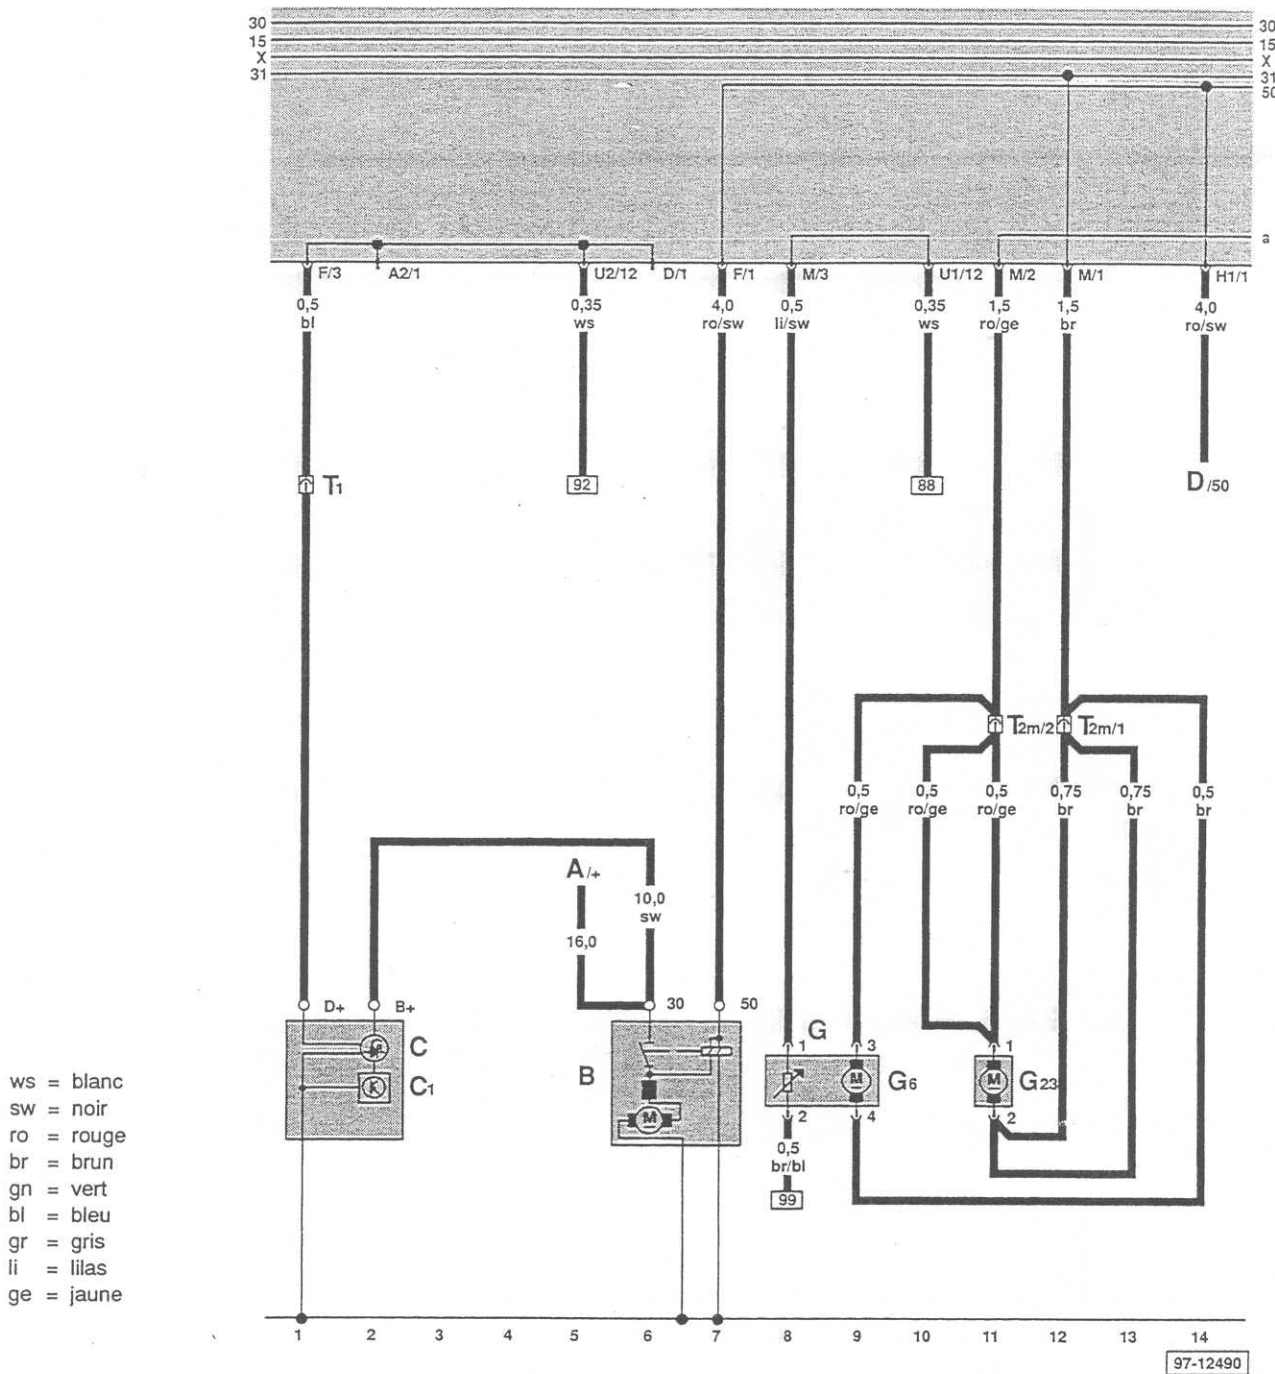 30 30
15 15
X X
31 31
50
a
F/3 A2/1 U2/12 D/1 F/1 M/3 U1/12 M/2 M/1 H1/1
0,5 0,35 4,0 0,5 0,35 1,5 1,5 4,0
bl ws ro/sw li/sw ws ro/ge br ro/sw
T1 92 88 D/50
T2m/2 T2m/1
0,5 0,5 0,5 0,75 0,75 0,5
ro/ge ro/ge ro/ge br br br
A/+
10,0
sw
16,0
D+ B+ 30 50
G
1 3 1
G C
B M M G6 M G23
K C1
2 4 2
0,5
br/bl
99
ws = blanc
sw = noir
ro = rouge
br = brun
gn = vert
bl = bleu
gr = gris
li = lilas
ge = jaune
1 2 3 4 5 6 7 8 9 10 11 12 13 14
97-12490